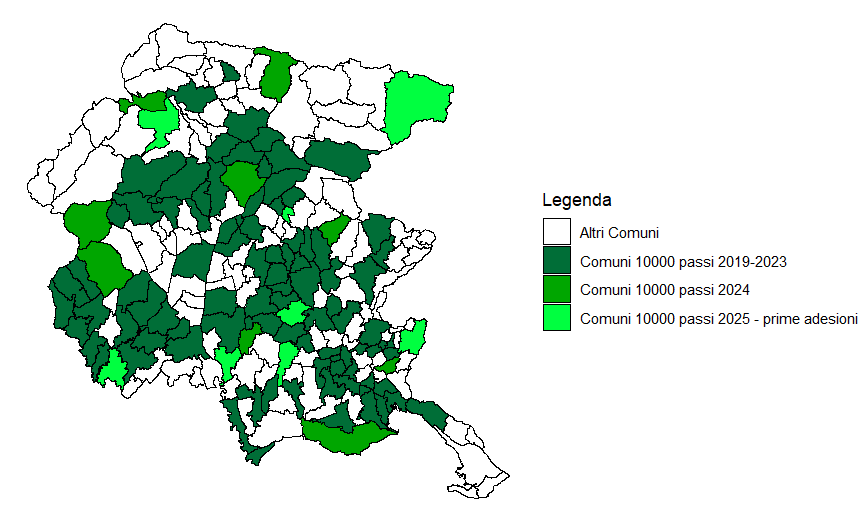 Legenda
Altri Comuni
Comuni 10000 passi 2019-2023
Comuni 10000 passi 2024
Comuni 10000 passi 2025 - prime adesioni